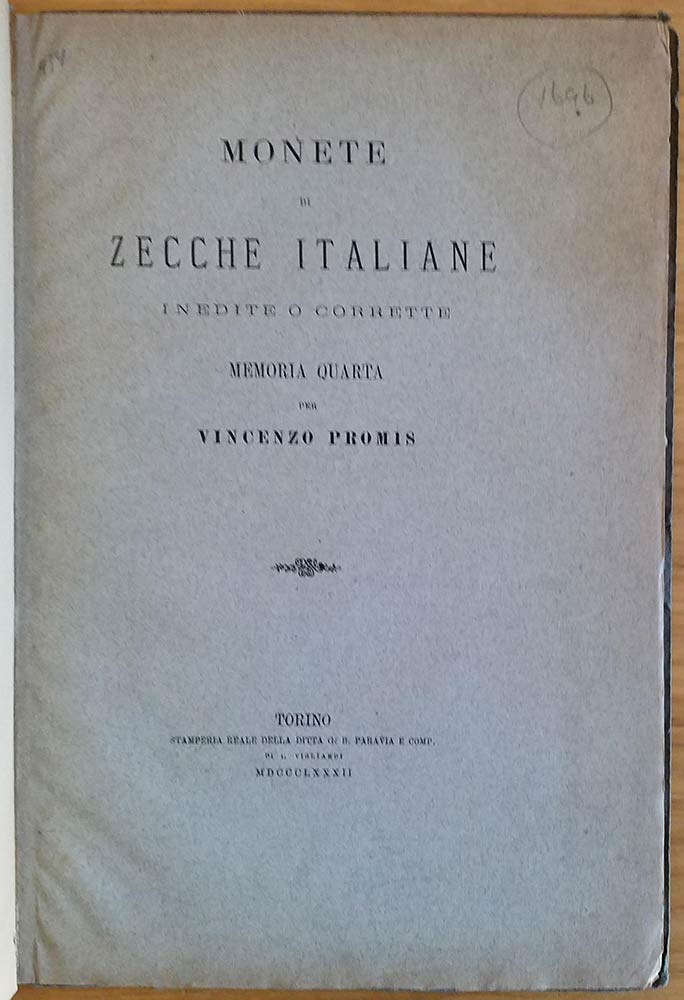 1696
MONETE
DI
ZECCHE ITALIANE
INEDITE O CORRETTE
MEMORIA QUARTA
PER
VINCENZO PROMIS
TORINO
STAMPERIA REALE DELLA DITTA G. B. PARAVIA E COMP.
DI I. VIGLIARDI
MDCCCLXXXII